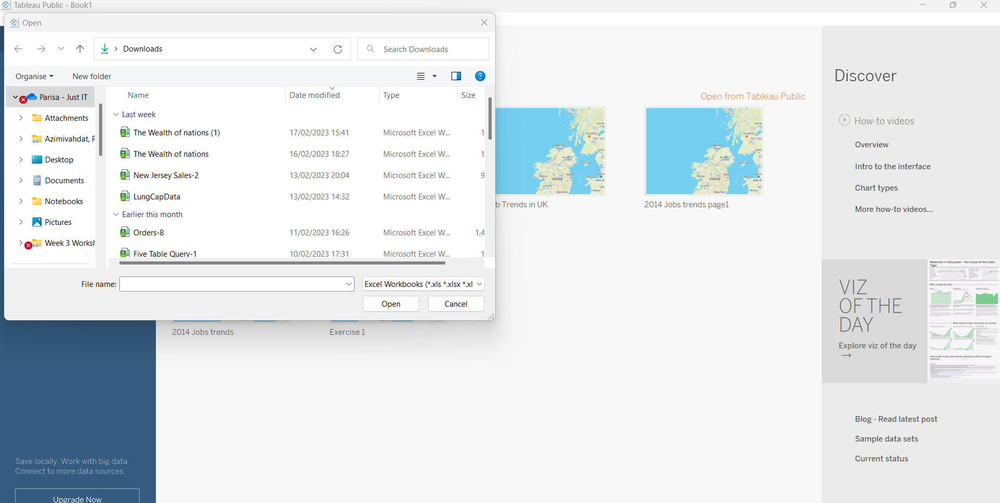 Tableau Public - Book1
Open
Downloads
Search Downloads
Organise
New folder
Name Date modified Type Size
Parisa - Just IT
Attachments
Azimivahdat, P
Desktop
Documents
Notebooks
Pictures
Week 3 Worksh
Last week
The Wealth of nations (1) 17/02/2023 15:41 Microsoft Excel W... 1
The Wealth of nations 16/02/2023 18:27 Microsoft Excel W... 1
New Jersey Sales-2 13/02/2023 20:04 Microsoft Excel W... 9
LungCapData 13/02/2023 14:32 Microsoft Excel W...
Earlier this month
Orders-8 11/02/2023 16:26 Microsoft Excel W... 1,4
Five Table Query-1 10/02/2023 17:31 Microsoft Excel W... 1
File name:
Excel Workbooks (*.xls *.xlsx *.xl
Open Cancel
Open from Tableau Public
b Trends in UK
2014 Jobs trends page1
2014 Jobs trends
Exercise 1
Save locally. Work with big data.
Connect to more data sources.
Upgrade Now
Discover
How-to videos
Overview
Intro to the interface
Chart types
More how-to videos...
VIZ
OF THE
DAY
Explore viz of the day
→
Retention in Education - the Curse of the Celtic
Tiger
Blog - Read latest post
Sample data sets
Current status